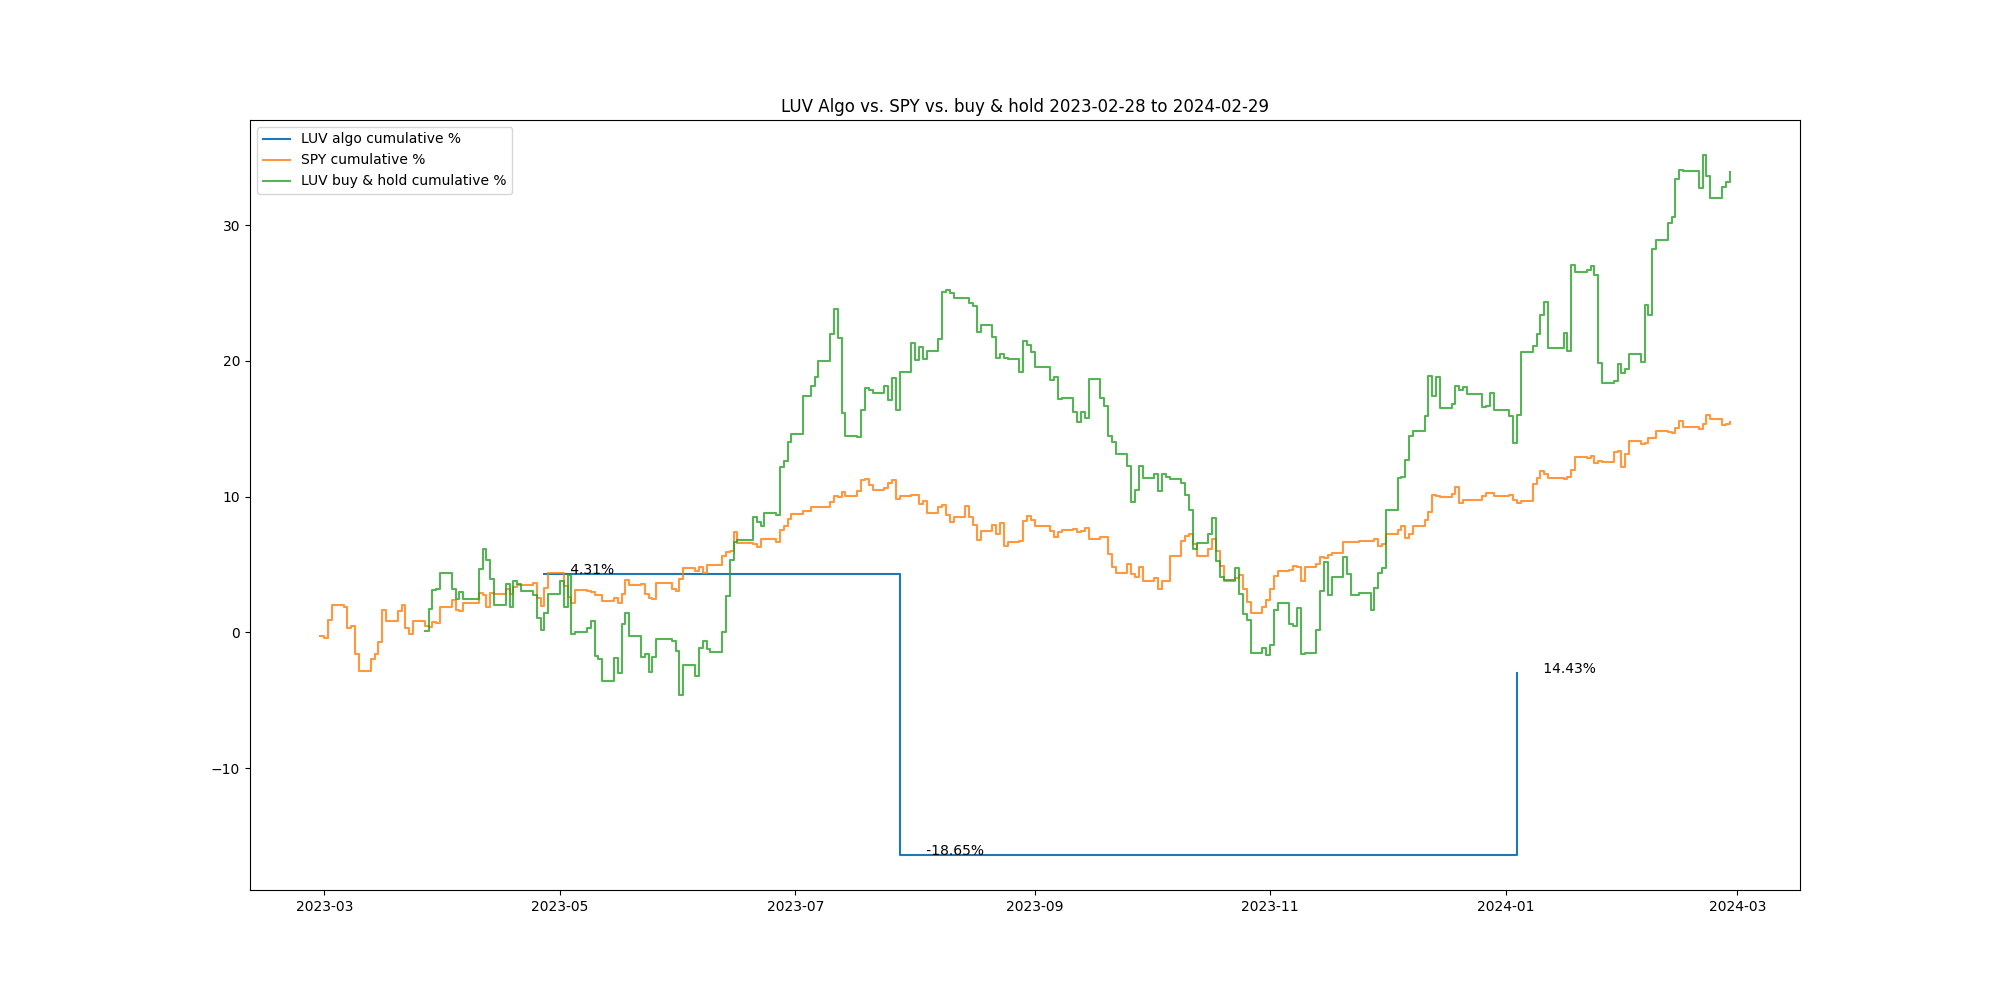 LUV Algo vs. SPY vs. buy & hold 2023-02-28 to 2024-02-29
LUV algo cumulative %
SPY cumulative %
LUV buy & hold cumulative %
30
20
10
4.31%
0
14.43%
−10
-18.65%
2023-03 2023-05 2023-07 2023-09 2023-11 2024-01 2024-03